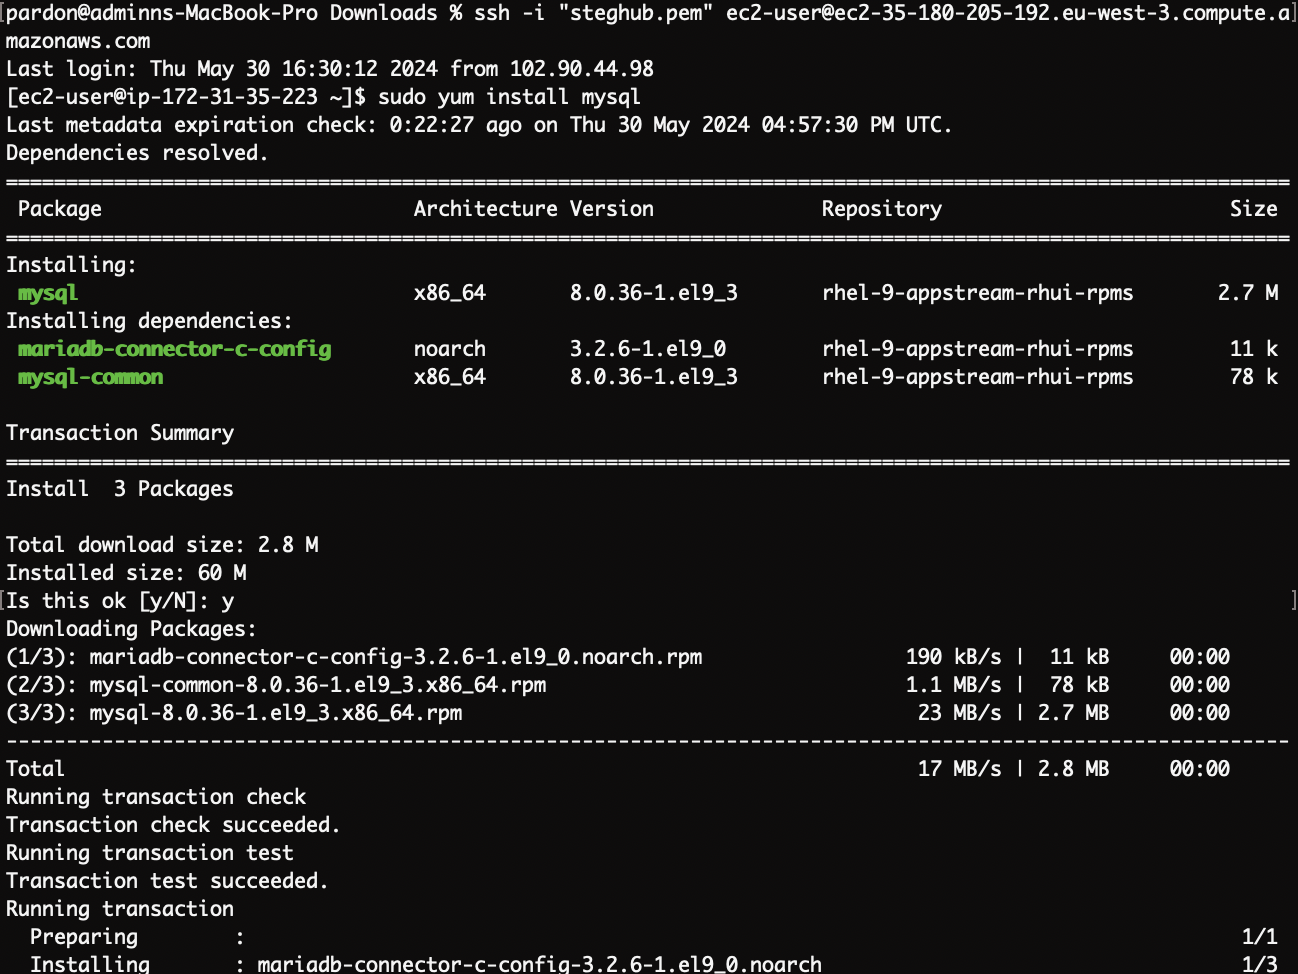 [pardon@adminns-MacBook-Pro Downloads % ssh -i "steghub.pem" ec2-user@ec2-35-180-205-192.eu-west-3.compute.a]
mazonaws.com
Last login: Thu May 30 16:30:12 2024 from 102.90.44.98
[ec2-user@ip-172-31-35-223 ~]$ sudo yum install mysql
Last metadata expiration check: 0:22:27 ago on Thu 30 May 2024 04:57:30 PM UTC.
Dependencies resolved.
===========================================================================================================
Package Architecture Version Repository Size
===========================================================================================================
Installing:
mysql x86_64 8.0.36-1.el9_3 rhel-9-appstream-rhui-rpms 2.7 M
Installing dependencies:
mariadb-connector-c-config noarch 3.2.6-1.el9_0 rhel-9-appstream-rhui-rpms 11 k
mysql-common x86_64 8.0.36-1.el9_3 rhel-9-appstream-rhui-rpms 78 k
Transaction Summary
===========================================================================================================
Install 3 Packages
Total download size: 2.8 M
Installed size: 60 M
[Is this ok [y/N]: y ]
Downloading Packages:
(1/3): mariadb-connector-c-config-3.2.6-1.el9_0.noarch.rpm 190 kB/s | 11 kB 00:00
(2/3): mysql-common-8.0.36-1.el9_3.x86_64.rpm 1.1 MB/s | 78 kB 00:00
(3/3): mysql-8.0.36-1.el9_3.x86_64.rpm 23 MB/s | 2.7 MB 00:00
-----------------------------------------------------------------------------------------------------------
Total 17 MB/s | 2.8 MB 00:00
Running transaction check
Transaction check succeeded.
Running transaction test
Transaction test succeeded.
Running transaction
Preparing : 1/1
Installing : mariadb-connector-c-config-3.2.6-1.el9_0.noarch 1/3